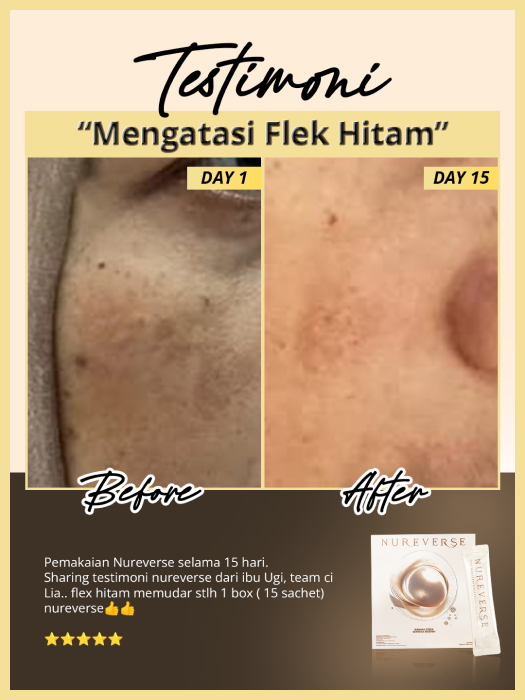 Testimoni
“Mengatasi Flek Hitam”
DAY 1
DAY 15
Before
After
Pemakaian Nureverse selama 15 hari.
Sharing testimoni nureverse dari ibu Ugi, team ci
Lia.. flex hitam memudar stlh 1 box ( 15 sachet)
nureverse👍👍
⭐⭐⭐⭐⭐
NUREVERSE
NUREVERSE